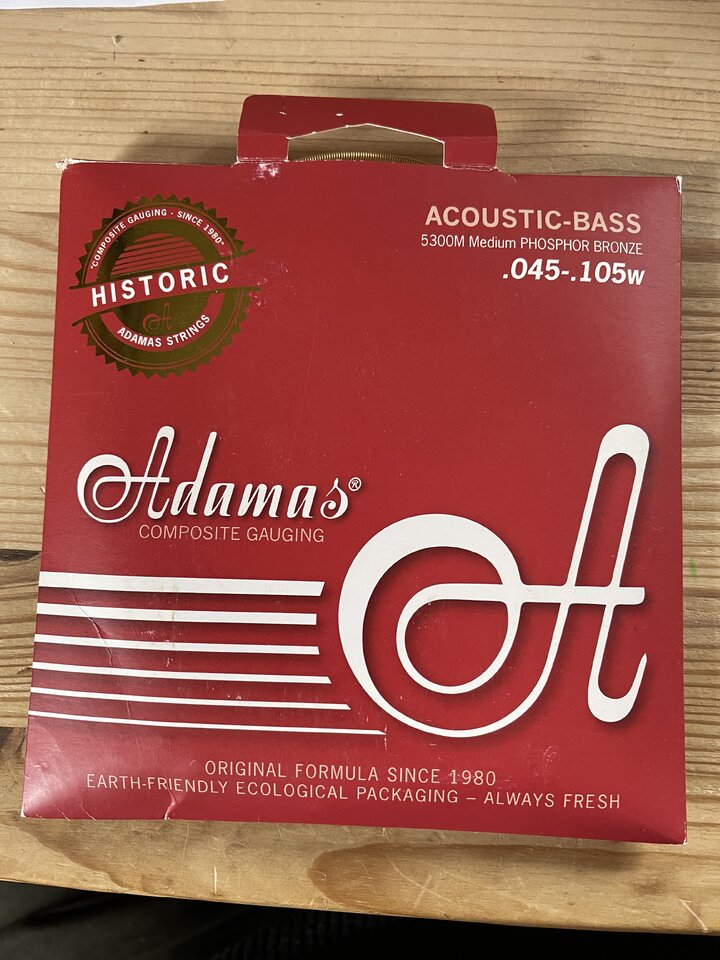 "COMPOSITE GAUGING - SINCE 1980"
HISTORIC
A
ADAMAS STRINGS
ACOUSTIC-BASS
5300M Medium PHOSPHOR BRONZE
.045-.105w
Adamas®
COMPOSITE GAUGING
A
ORIGINAL FORMULA SINCE 1980
EARTH-FRIENDLY ECOLOGICAL PACKAGING – ALWAYS FRESH